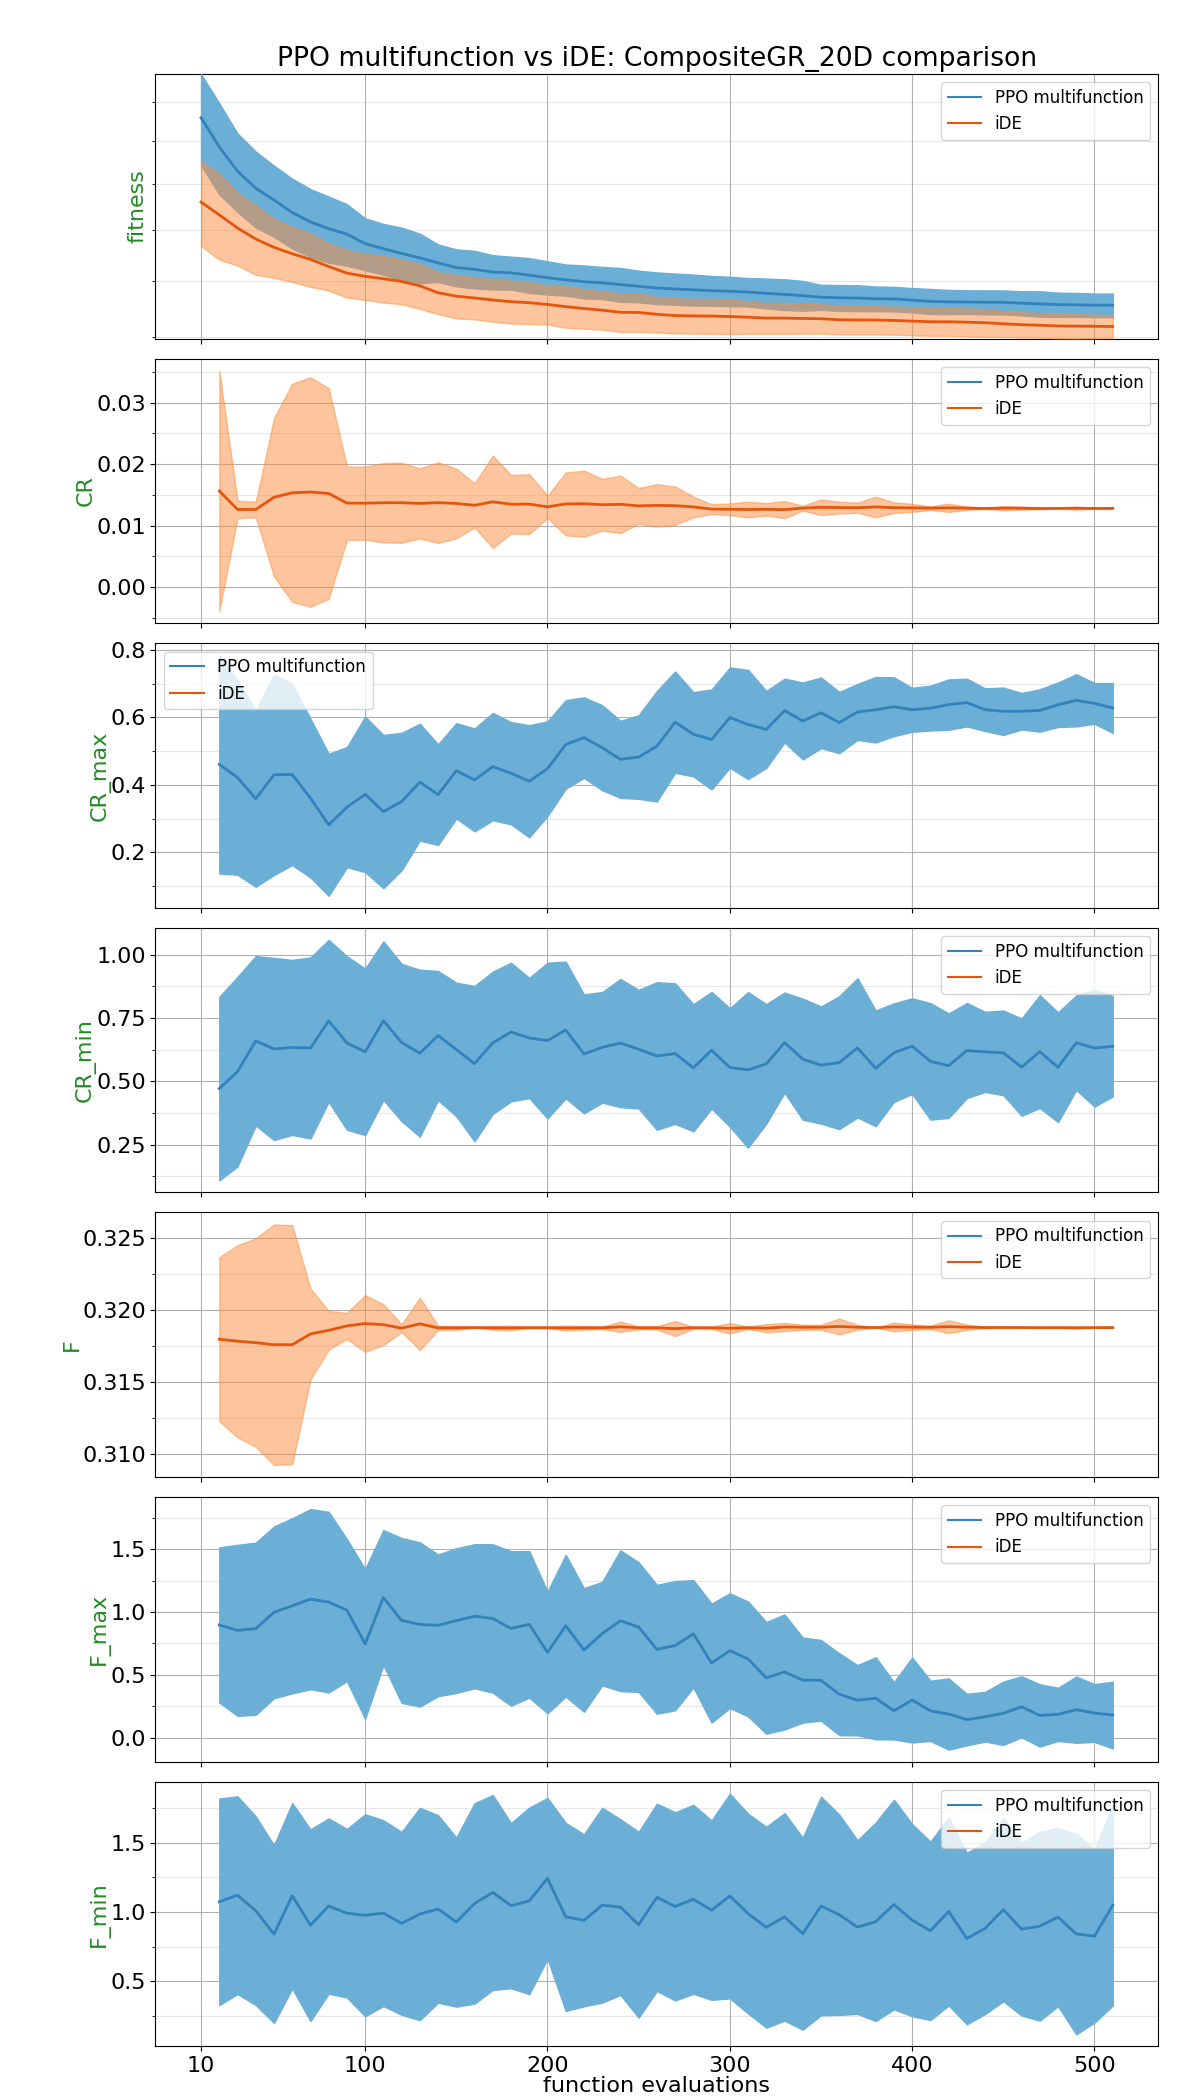 PPO multifunction vs iDE: CompositeGR_20D comparison
fitness
PPO multifunction
iDE
CR
0.03
0.02
0.01
0.00
PPO multifunction
iDE
CR_max
0.8
0.6
0.4
0.2
PPO multifunction
iDE
CR_min
1.00
0.75
0.50
0.25
PPO multifunction
iDE
F
0.325
0.320
0.315
0.310
PPO multifunction
iDE
F_max
1.5
1.0
0.5
0.0
PPO multifunction
iDE
F_min
1.5
1.0
0.5
PPO multifunction
iDE
10 100 200 300 400 500
function evaluations